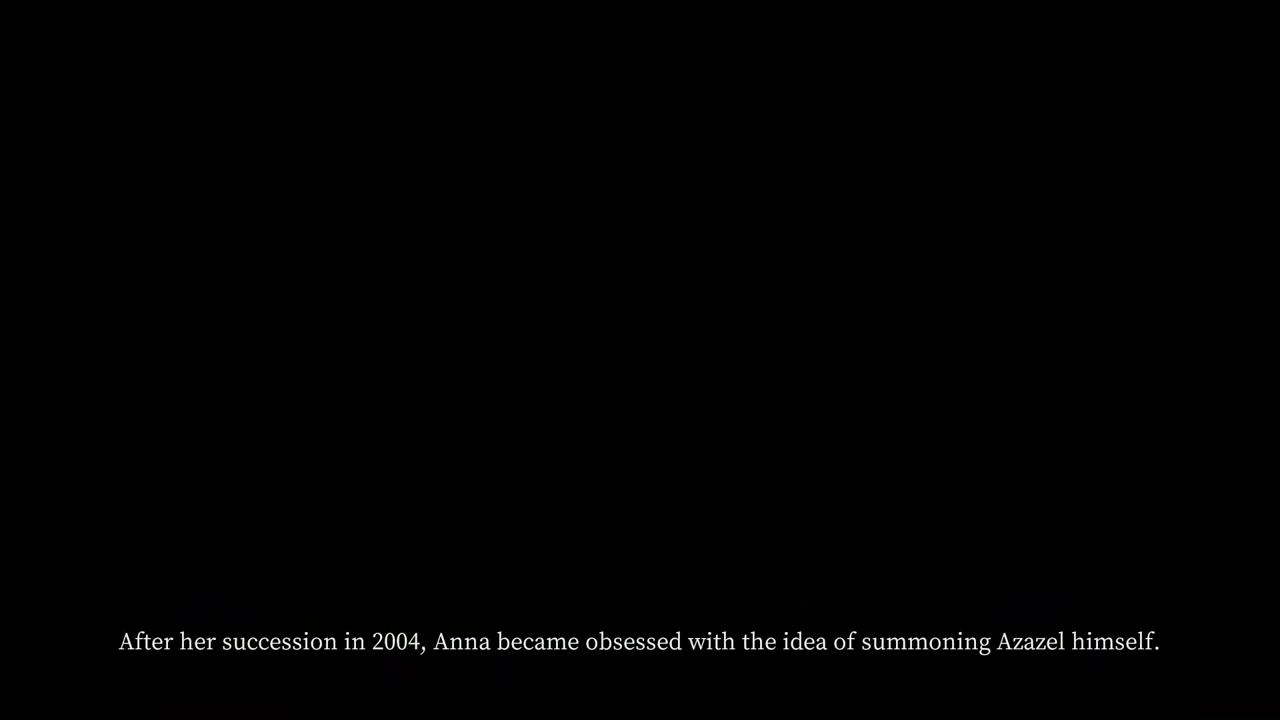 After her succession in 2004, Anna became obsessed with the idea of summoning Azazel himself.